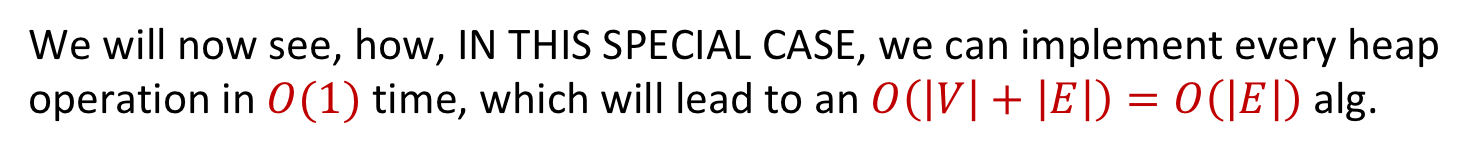 We will now see, how, IN THIS SPECIAL CASE, we can implement every heap
operation in O(1) time, which will lead to an O(|V| + |E|) = O(|E|) alg.